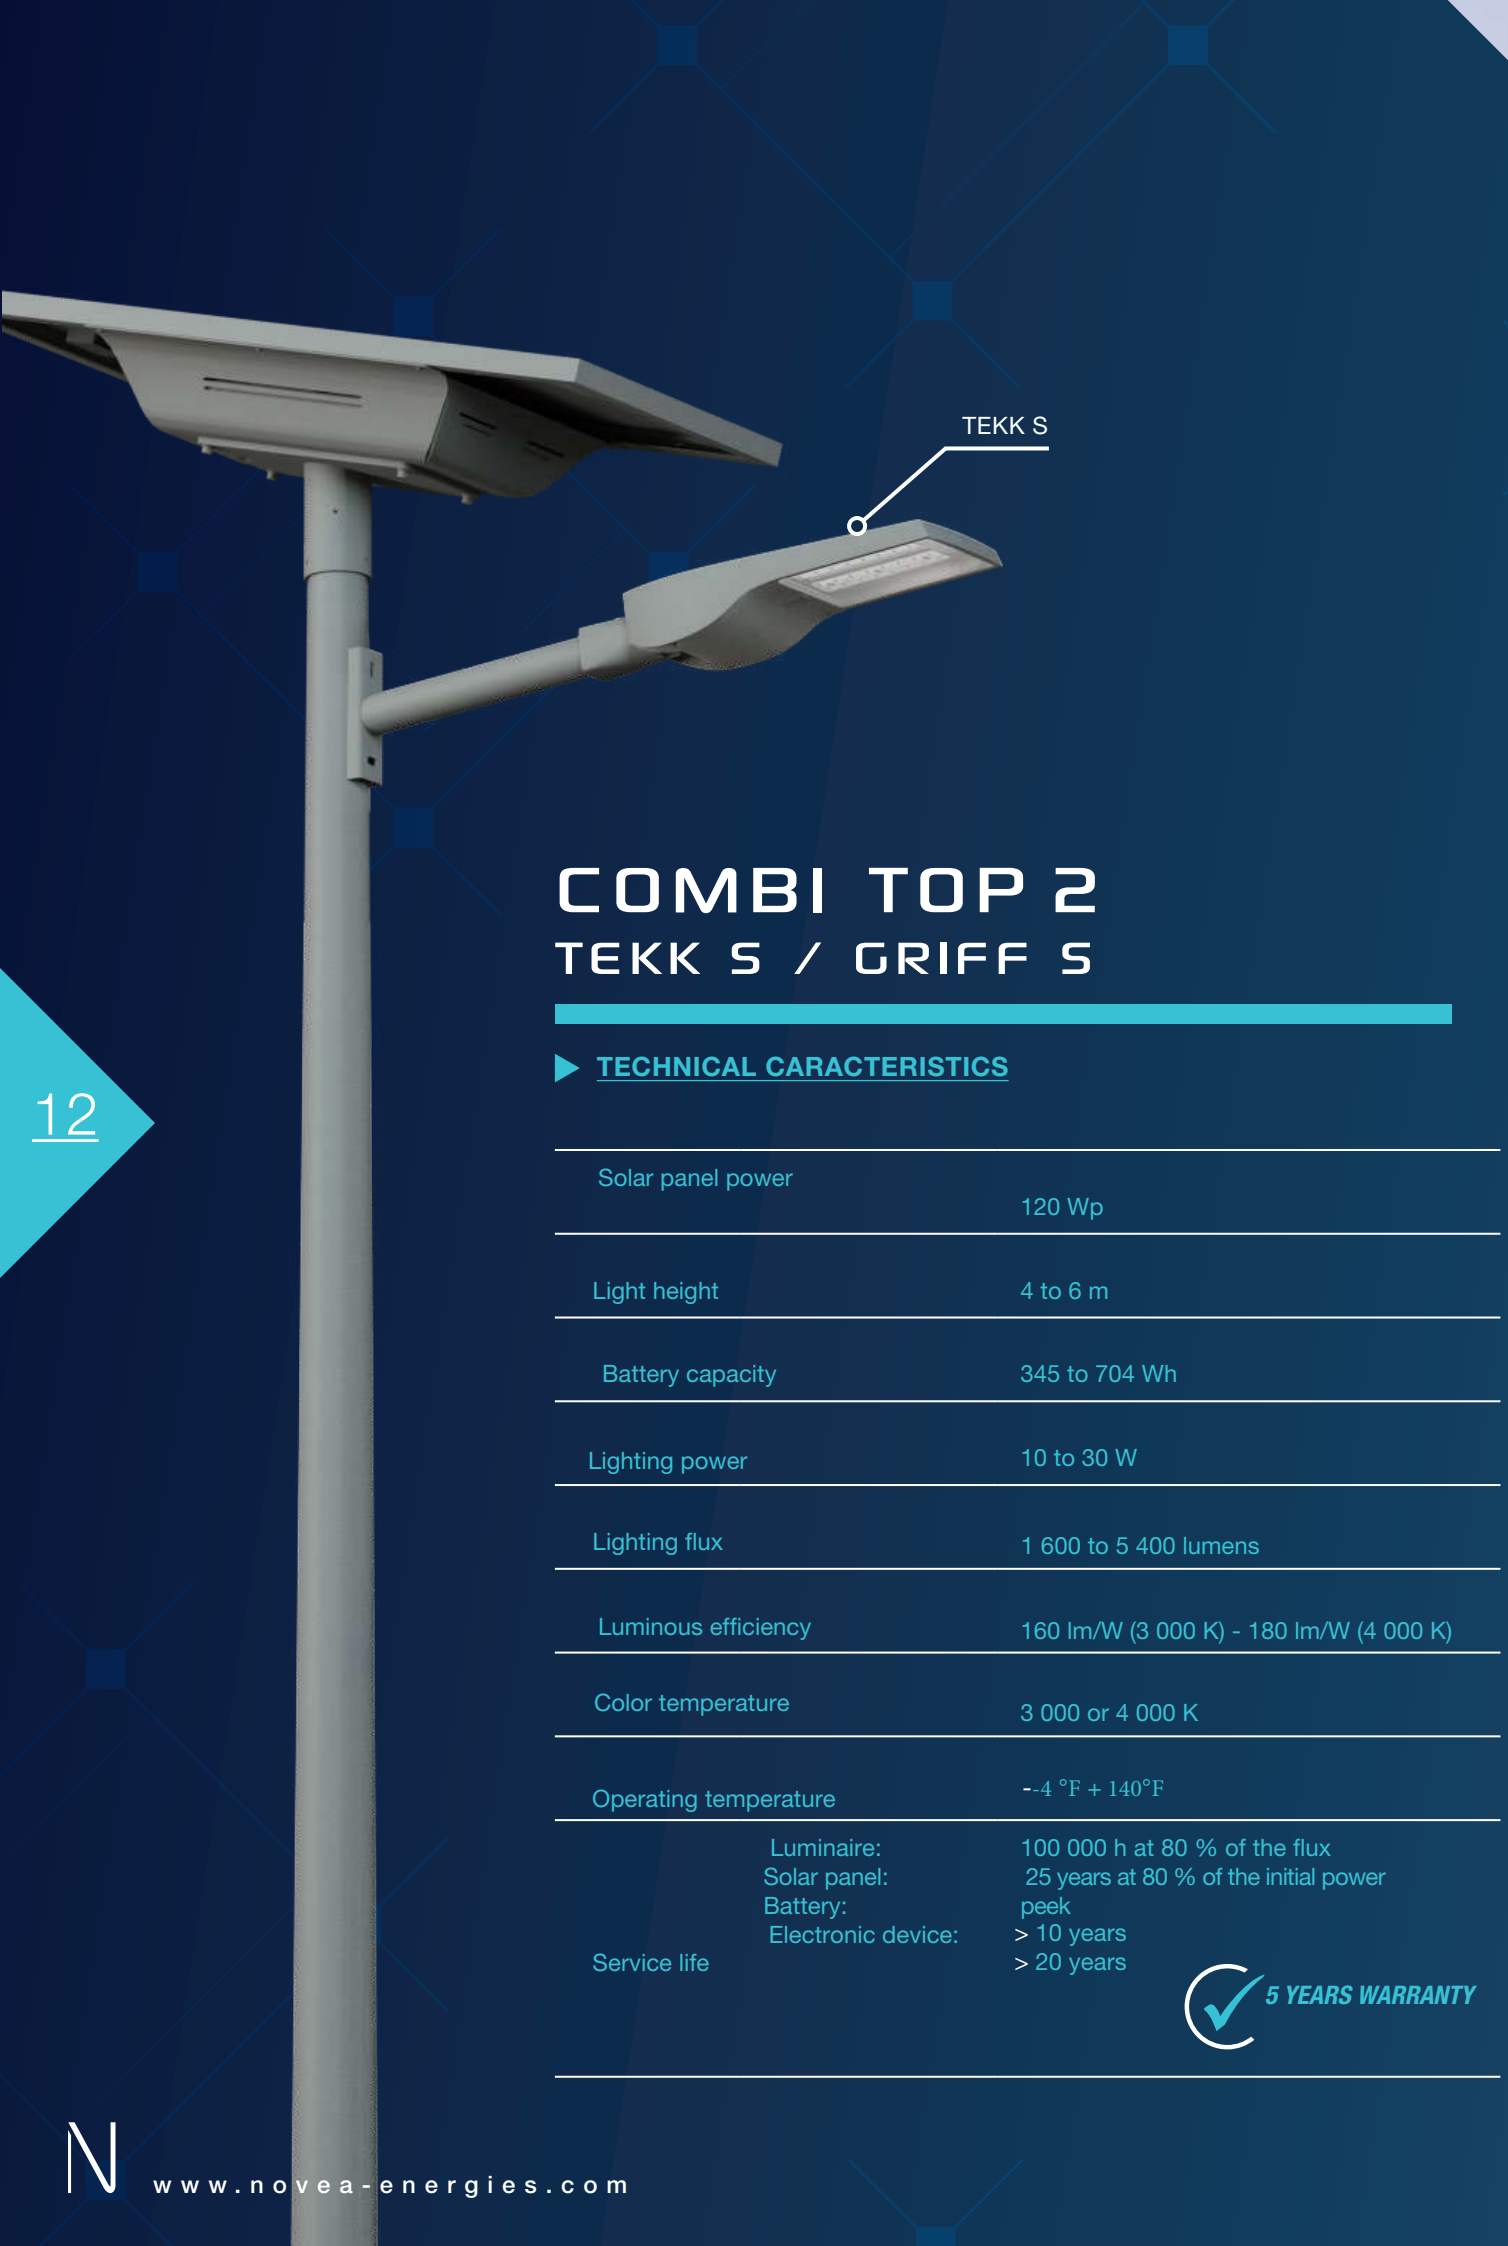 TEKK S
COMBI TOP 2
TEKK S / GRIFF S
TECHNICAL CARACTERISTICS
12
Solar panel power
120 Wp
Light height 4 to 6 m
Battery capacity 345 to 704 Wh
Lighting power 10 to 30 W
Lighting flux 1 600 to 5 400 lumens
Luminous efficiency 160 lm/W (3 000 K) - 180 lm/W (4 000 K)
Color temperature 3 000 or 4 000 K
Operating temperature --4 °F + 140°F
Luminaire: 100 000 h at 80 % of the flux
Solar panel: 25 years at 80 % of the initial power
Battery: peek
Electronic device: > 10 years
Service life > 20 years
5 YEARS WARRANTY
N www.novea-energies.com